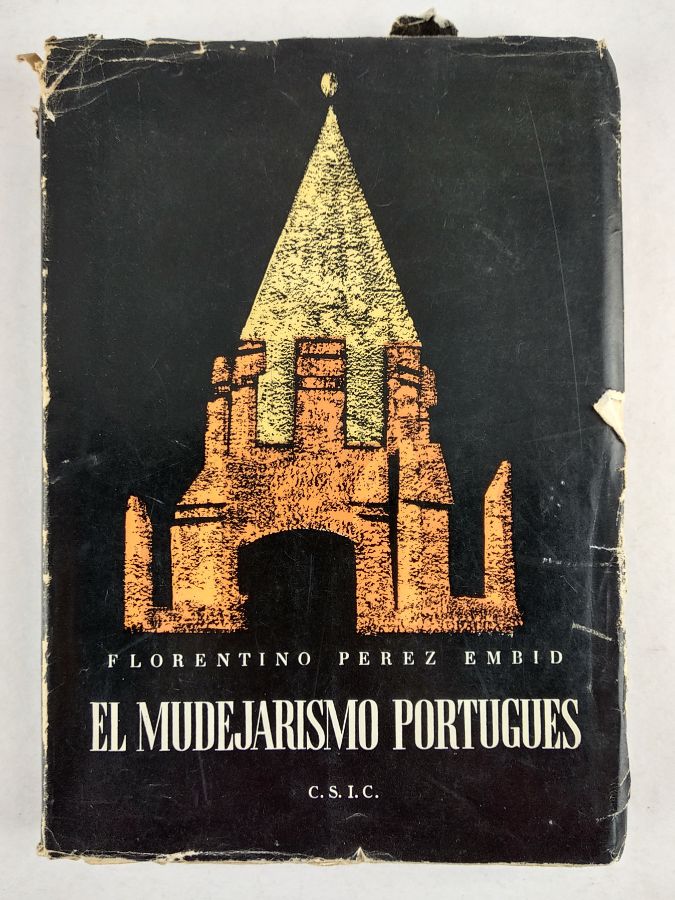 FLORENTINO PEREZ EMBID
EL MUDEJARISMO PORTUGUES
C. S. I. C.